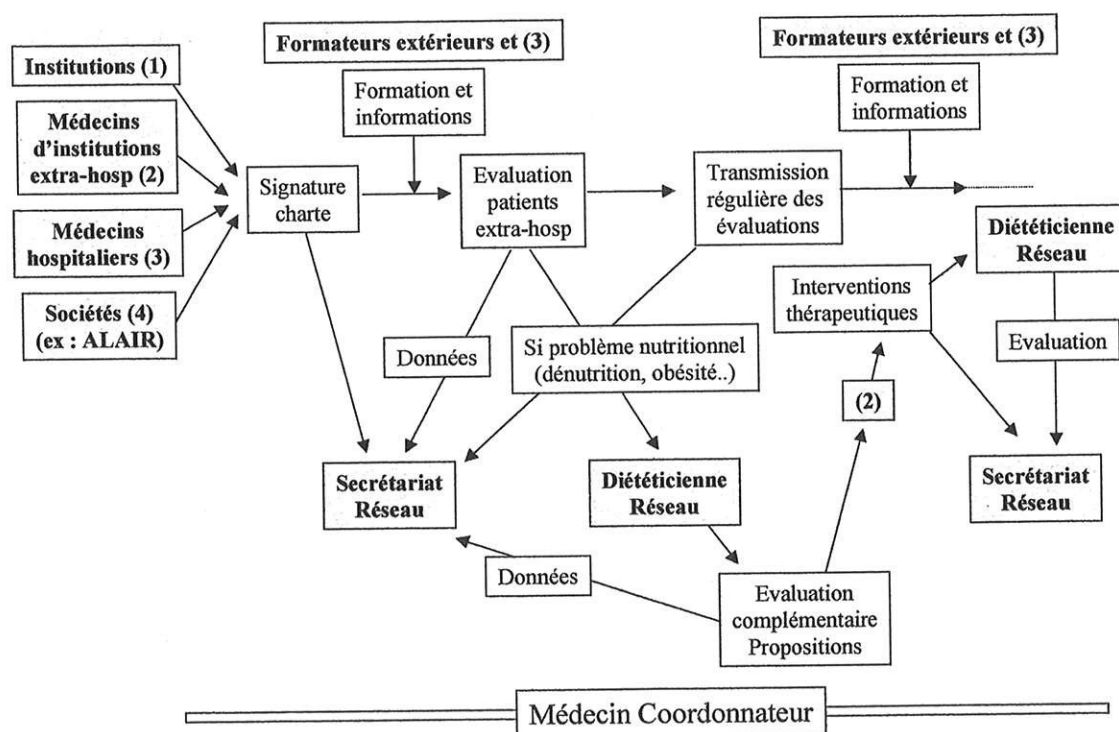 Formateurs extérieurs et (3)
Formateurs extérieurs et (3)
Institutions (1)
Formation et
informations
Formation et
informations
Médecins
d'institutions
extra-hosp (2)
Signature
charte
Evaluation
patients
extra-hosp
Transmission
régulière des
évaluations
Médecins
hospitaliers (3)
Diététicienne
Réseau
Sociétés (4)
(ex : ALAIR)
Interventions
thérapeutiques
Données
Si problème nutritionnel
(dénutrition, obésité..)
Evaluation
(2)
Secrétariat
Réseau
Diététicienne
Réseau
Secrétariat
Réseau
Données
Evaluation
complémentaire
Propositions
Médecin Coordonnateur